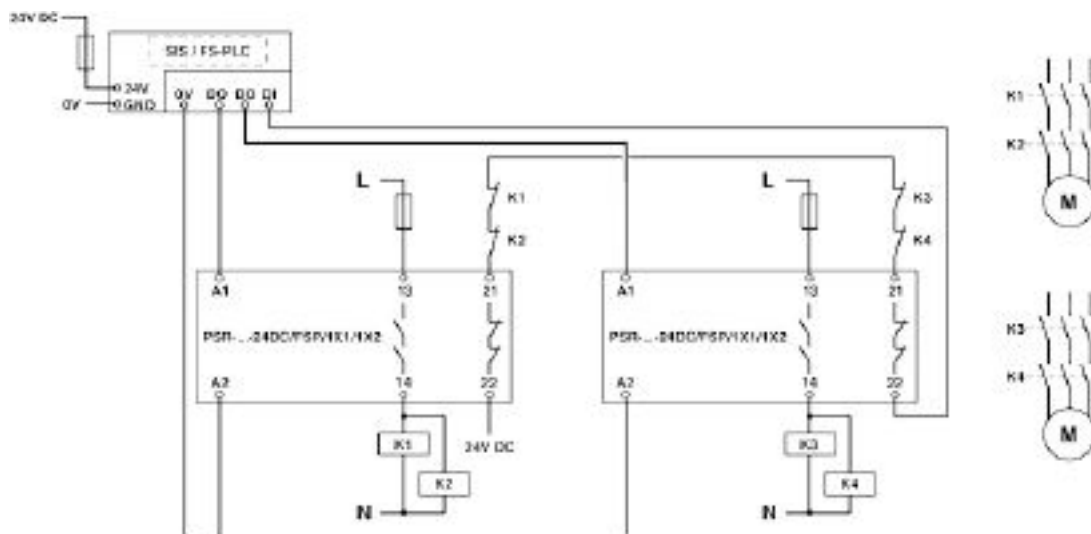 24V DC
SIS / FS-PLC
24V
0V
GND
0V DO DO DI
K1
K2
M
L
K1
K2
L
K3
K4
A1 13 21
PSR-...-24DC/FSP/1X1/1X2
A2 14 22
A1 13 21
PSR-...-24DC/FSP/1X1/1X2
A2 14 22
K3
K4
M
K1
24V DC
K2
N
K3
K4
N